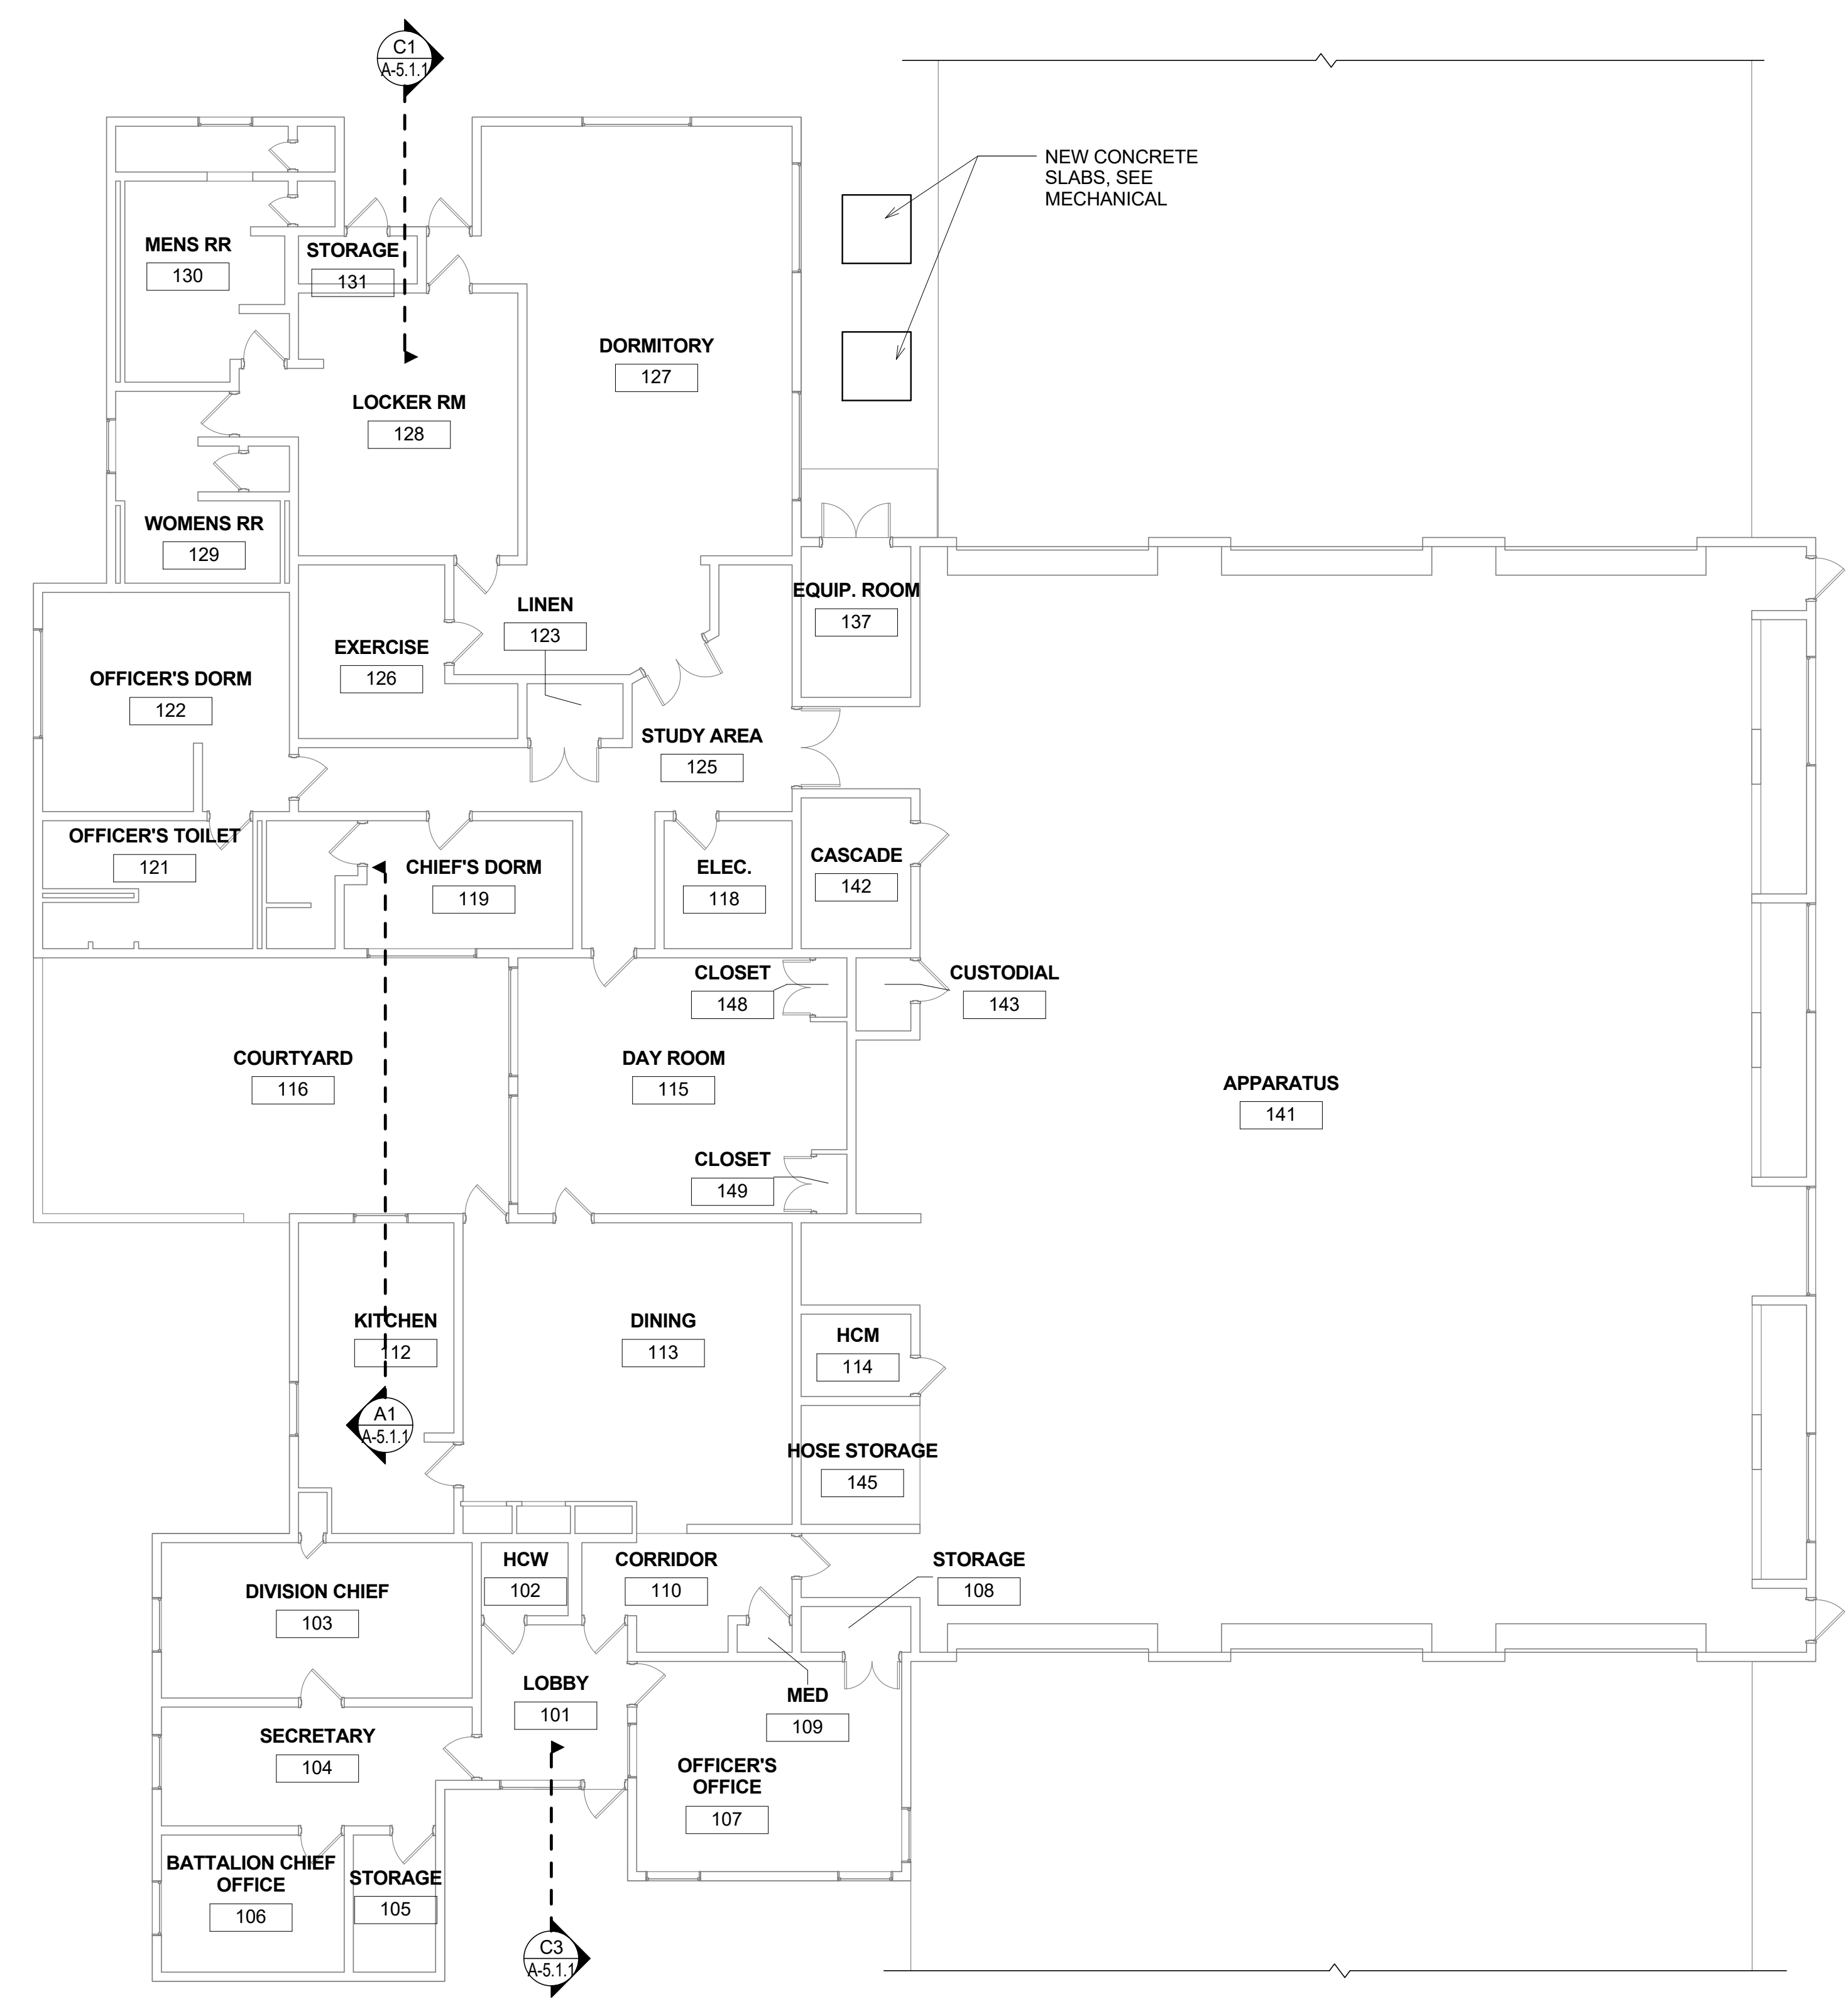 C1
A-5.1.1
NEW CONCRETE
SLABS, SEE
MECHANICAL
MENS RR
130
STORAGE
131
DORMITORY
127
LOCKER RM
128
WOMENS RR
129
LINEN
123
EQUIP. ROOM
137
EXERCISE
126
OFFICER'S DORM
122
STUDY AREA
125
OFFICER'S TOILET
121
CHIEF'S DORM
119
ELEC.
118
CASCADE
142
CLOSET
148
CUSTODIAL
143
COURTYARD
116
DAY ROOM
115
APPARATUS
141
CLOSET
149
KITCHEN
112
DINING
113
HCM
114
A1
A-5.1.1
HOSE STORAGE
145
HCW
102
CORRIDOR
110
STORAGE
108
DIVISION CHIEF
103
LOBBY
101
MED
109
SECRETARY
104
OFFICER'S
OFFICE
107
BATTALION CHIEF
OFFICE
106
STORAGE
105
C3
A-5.1.1